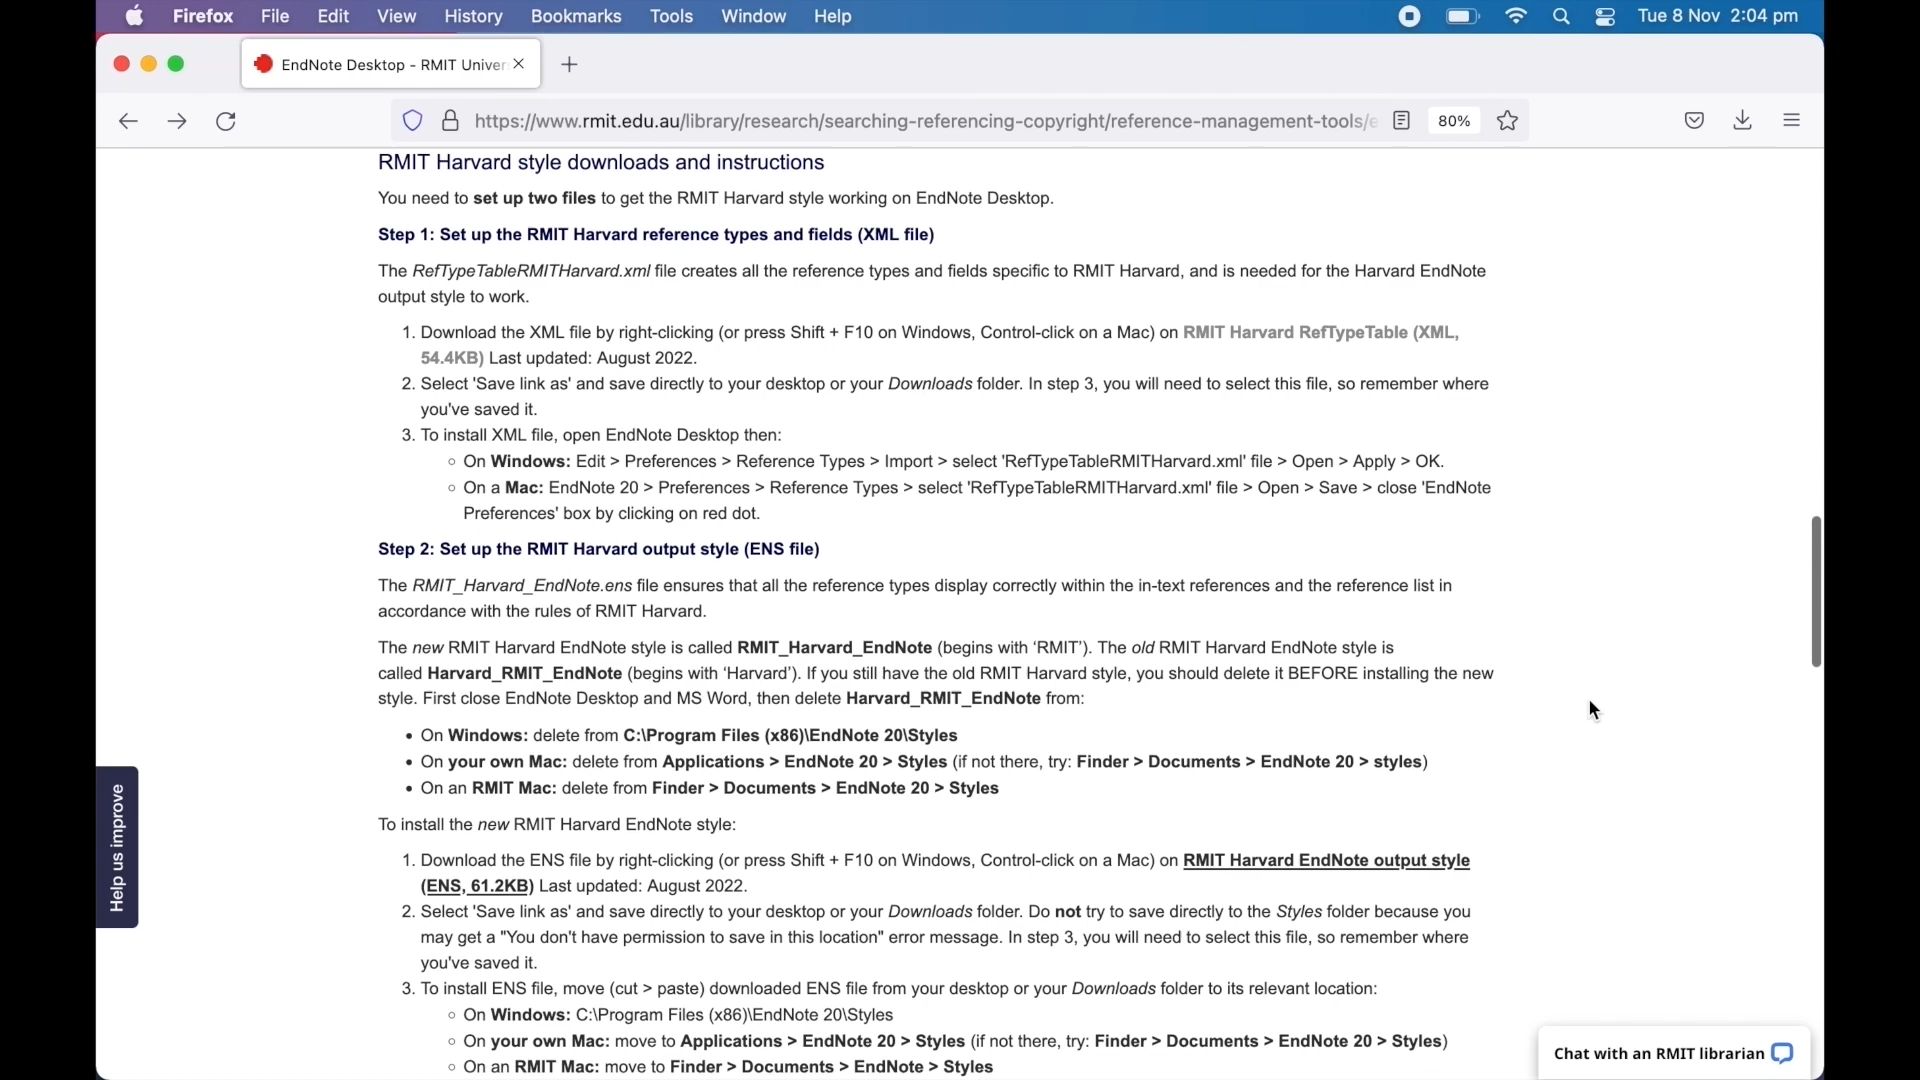 Firefox File Edit View History Bookmarks Tools Window Help Tue 8 Nov 2:04 pm
EndNote Desktop - RMIT Univer
https://www.rmit.edu.au/library/research/searching-referencing-copyright/reference-management-tools/e 80%
RMIT Harvard style downloads and instructions
You need to set up two files to get the RMIT Harvard style working on EndNote Desktop.
Step 1: Set up the RMIT Harvard reference types and fields (XML file)
The RefTypeTableRMITHarvard.xml file creates all the reference types and fields specific to RMIT Harvard, and is needed for the Harvard EndNote
output style to work.
1. Download the XML file by right-clicking (or press Shift + F10 on Windows, Control-click on a Mac) on RMIT Harvard RefTypeTable (XML,
54.4KB) Last updated: August 2022.
2. Select 'Save link as' and save directly to your desktop or your Downloads folder. In step 3, you will need to select this file, so remember where
you've saved it.
3. To install XML file, open EndNote Desktop then:
◦ On Windows: Edit > Preferences > Reference Types > Import > select 'RefTypeTableRMITHarvard.xml' file > Open > Apply > OK.
◦ On a Mac: EndNote 20 > Preferences > Reference Types > select 'RefTypeTableRMITHarvard.xml' file > Open > Save > close 'EndNote
Preferences' box by clicking on red dot.
Step 2: Set up the RMIT Harvard output style (ENS file)
The RMIT_Harvard_EndNote.ens file ensures that all the reference types display correctly within the in-text references and the reference list in
accordance with the rules of RMIT Harvard.
The new RMIT Harvard EndNote style is called RMIT_Harvard_EndNote (begins with ‘RMIT’). The old RMIT Harvard EndNote style is
called Harvard_RMIT_EndNote (begins with ‘Harvard’). If you still have the old RMIT Harvard style, you should delete it BEFORE installing the new
style. First close EndNote Desktop and MS Word, then delete Harvard_RMIT_EndNote from:
• On Windows: delete from C:\Program Files (x86)\EndNote 20\Styles
• On your own Mac: delete from Applications > EndNote 20 > Styles (if not there, try: Finder > Documents > EndNote 20 > styles)
• On an RMIT Mac: delete from Finder > Documents > EndNote 20 > Styles
To install the new RMIT Harvard EndNote style:
1. Download the ENS file by right-clicking (or press Shift + F10 on Windows, Control-click on a Mac) on RMIT Harvard EndNote output style
(ENS, 61.2KB) Last updated: August 2022.
2. Select 'Save link as' and save directly to your desktop or your Downloads folder. Do not try to save directly to the Styles folder because you
may get a "You don't have permission to save in this location" error message. In step 3, you will need to select this file, so remember where
you've saved it.
3. To install ENS file, move (cut > paste) downloaded ENS file from your desktop or your Downloads folder to its relevant location:
◦ On Windows: C:\Program Files (x86)\EndNote 20\Styles
◦ On your own Mac: move to Applications > EndNote 20 > Styles (if not there, try: Finder > Documents > EndNote 20 > Styles)
◦ On an RMIT Mac: move to Finder > Documents > EndNote > Styles
Help us improve
Chat with an RMIT librarian